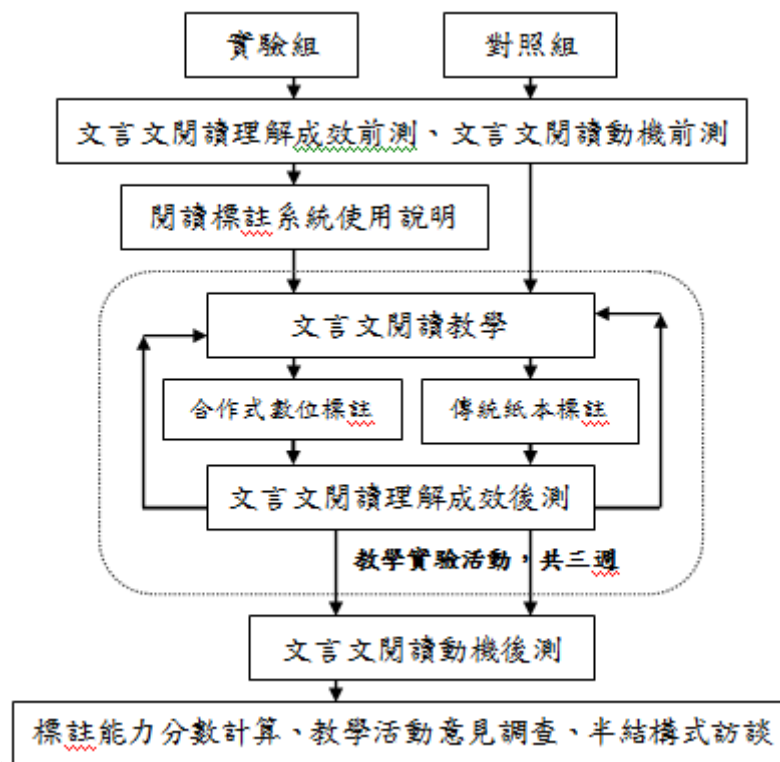 實驗組
對照組
文言文閱讀理解成效前測、文言文閱讀動機前測
閱讀標註系統使用說明
文言文閱讀教學
合作式數位標註
傳統紙本標註
文言文閱讀理解成效後測
教學實驗活動，共三週
文言文閱讀動機後測
標註能力分數計算、教學活動意見調查、半結構式訪談